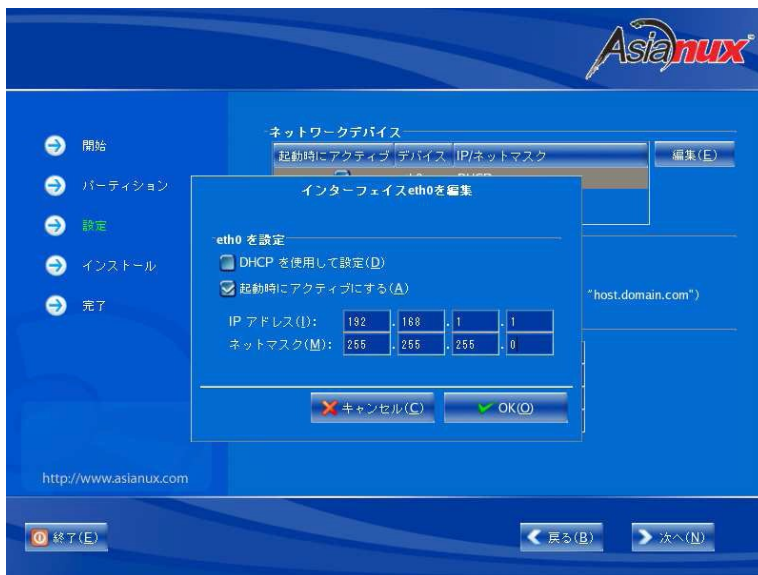 Asianux
開始
パーティション
設定
インストール
完了
http://www.asianux.com
ネットワークデバイス
起動時にアクティブ デバイス IP/ネットマスク
編集(E)
インターフェイスeth0を編集
eth0 を設定
DHCP を使用して設定(D)
起動時にアクティブにする(A)
IP アドレス(I): 192 . 168 . 1 . 1
ネットマスク(M): 255 . 255 . 255 . 0
キャンセル(C) OK(O)
"host.domain.com")
終了(E) 戻る(B) 次へ(N)